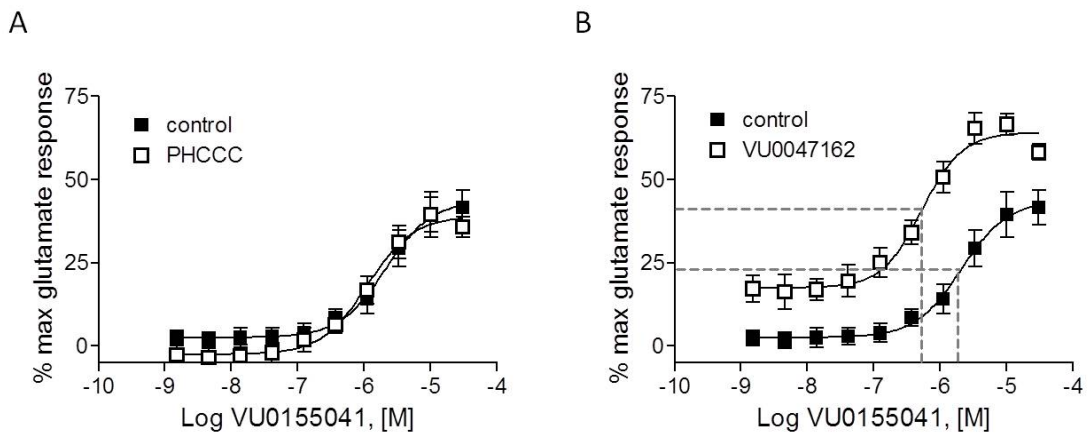 A
% max glutamate response
75
50
25
0
control
PHCCC
-10 -9 -8 -7 -6 -5 -4
Log VU0155041, [M]
B
% max glutamate response
75
50
25
0
control
VU0047162
-10 -9 -8 -7 -6 -5 -4
Log VU0155041, [M]